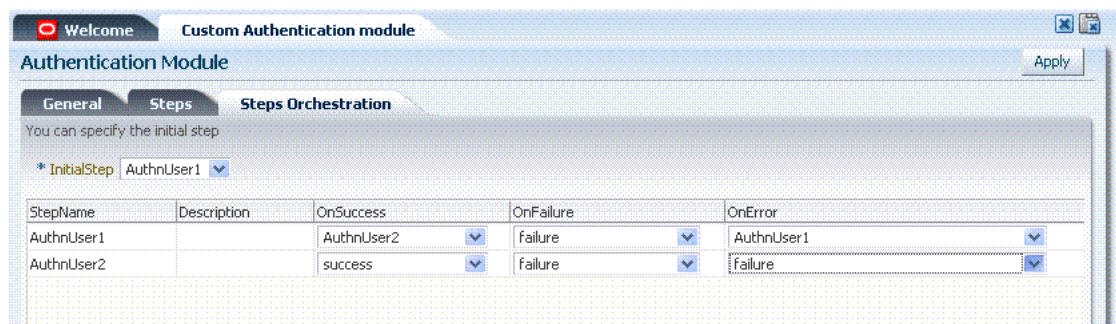 Welcome Custom Authentication module
Authentication Module Apply
General Steps Steps Orchestration
You can specify the initial step
* InitialStep AuthnUser1
StepName Description OnSuccess OnFailure OnError
AuthnUser1 AuthnUser2 failure AuthnUser1
AuthnUser2 success failure failure